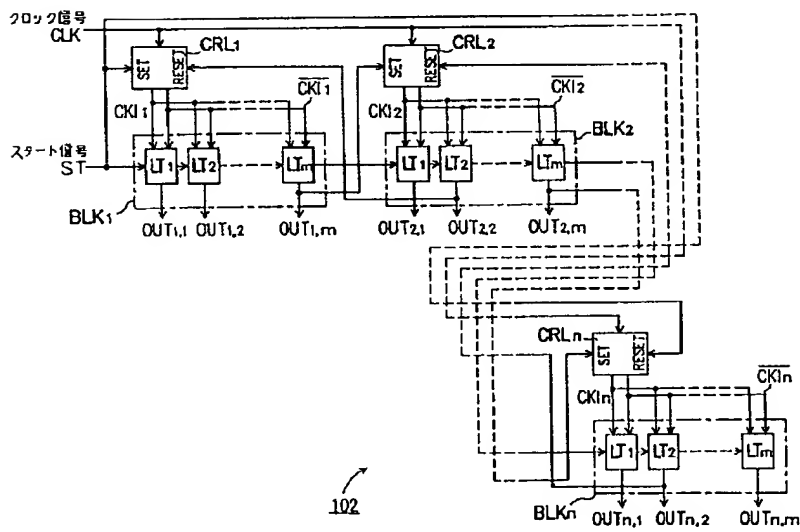 クロック信号
CLK
CRL1
CRL2
SET
RESET
SET
RESET
CKI1
CKI1
CKI2
CKI2
BLK2
スタート信号
ST
LT1
LT2
LTm
LT1
LT2
LTm
BLK1
OUT1,1
OUT1,2
OUT1,m
OUT2,1
OUT2,2
OUT2,m
CRLn
SET
RESET
CKIn
CKIn
LT1
LT2
LTm
102
BLKn
OUTn,1
OUTn,2
OUTn,m